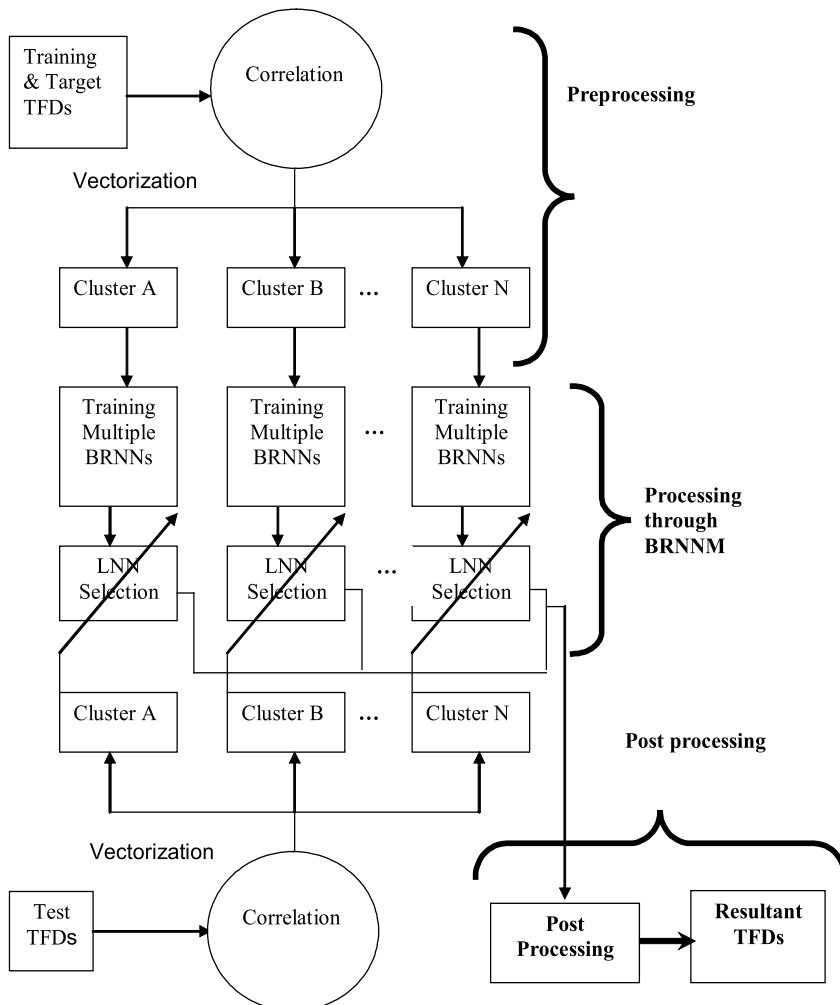 Training
& Target
TFDs
Correlation
Preprocessing
Vectorization
Cluster A
Cluster B
...
Cluster N
Training
Multiple
BRNNs
Training
Multiple
BRNNs
...
Training
Multiple
BRNNs
Processing
through
BRNNM
LNN
Selection
LNN
Selection
...
LNN
Selection
Cluster A
Cluster B
...
Cluster N
Post processing
Vectorization
Test
TFDs
Correlation
Post
Processing
Resultant
TFDs